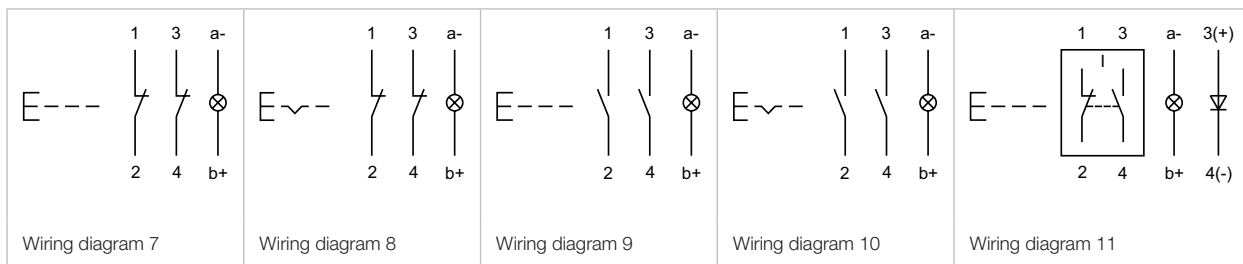 1 3 a- 1 3 a- 1 3 a- 1 3 a- 1 3 a- 3(+)
2 4 b+ 2 4 b+ 2 4 b+ 2 4 b+ 2 4 b+ 4(-)
Wiring diagram 7 Wiring diagram 8 Wiring diagram 9 Wiring diagram 10 Wiring diagram 11